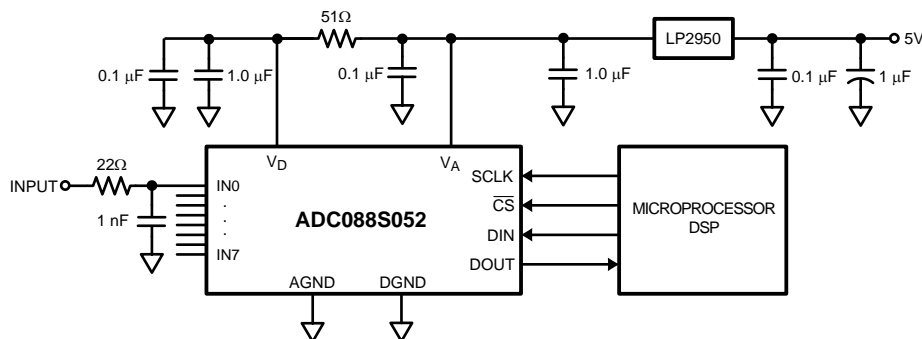 51Ω
LP2950
5V
0.1 μF
1.0 μF
0.1 μF
1.0 μF
0.1 μF
1 μF
V_D
V_A
22Ω
INPUT
1 nF
IN0
.
.
.
.
IN7
ADC088S052
SCLK
C̅S̅
DIN
DOUT
AGND
DGND
MICROPROCESSOR
DSP